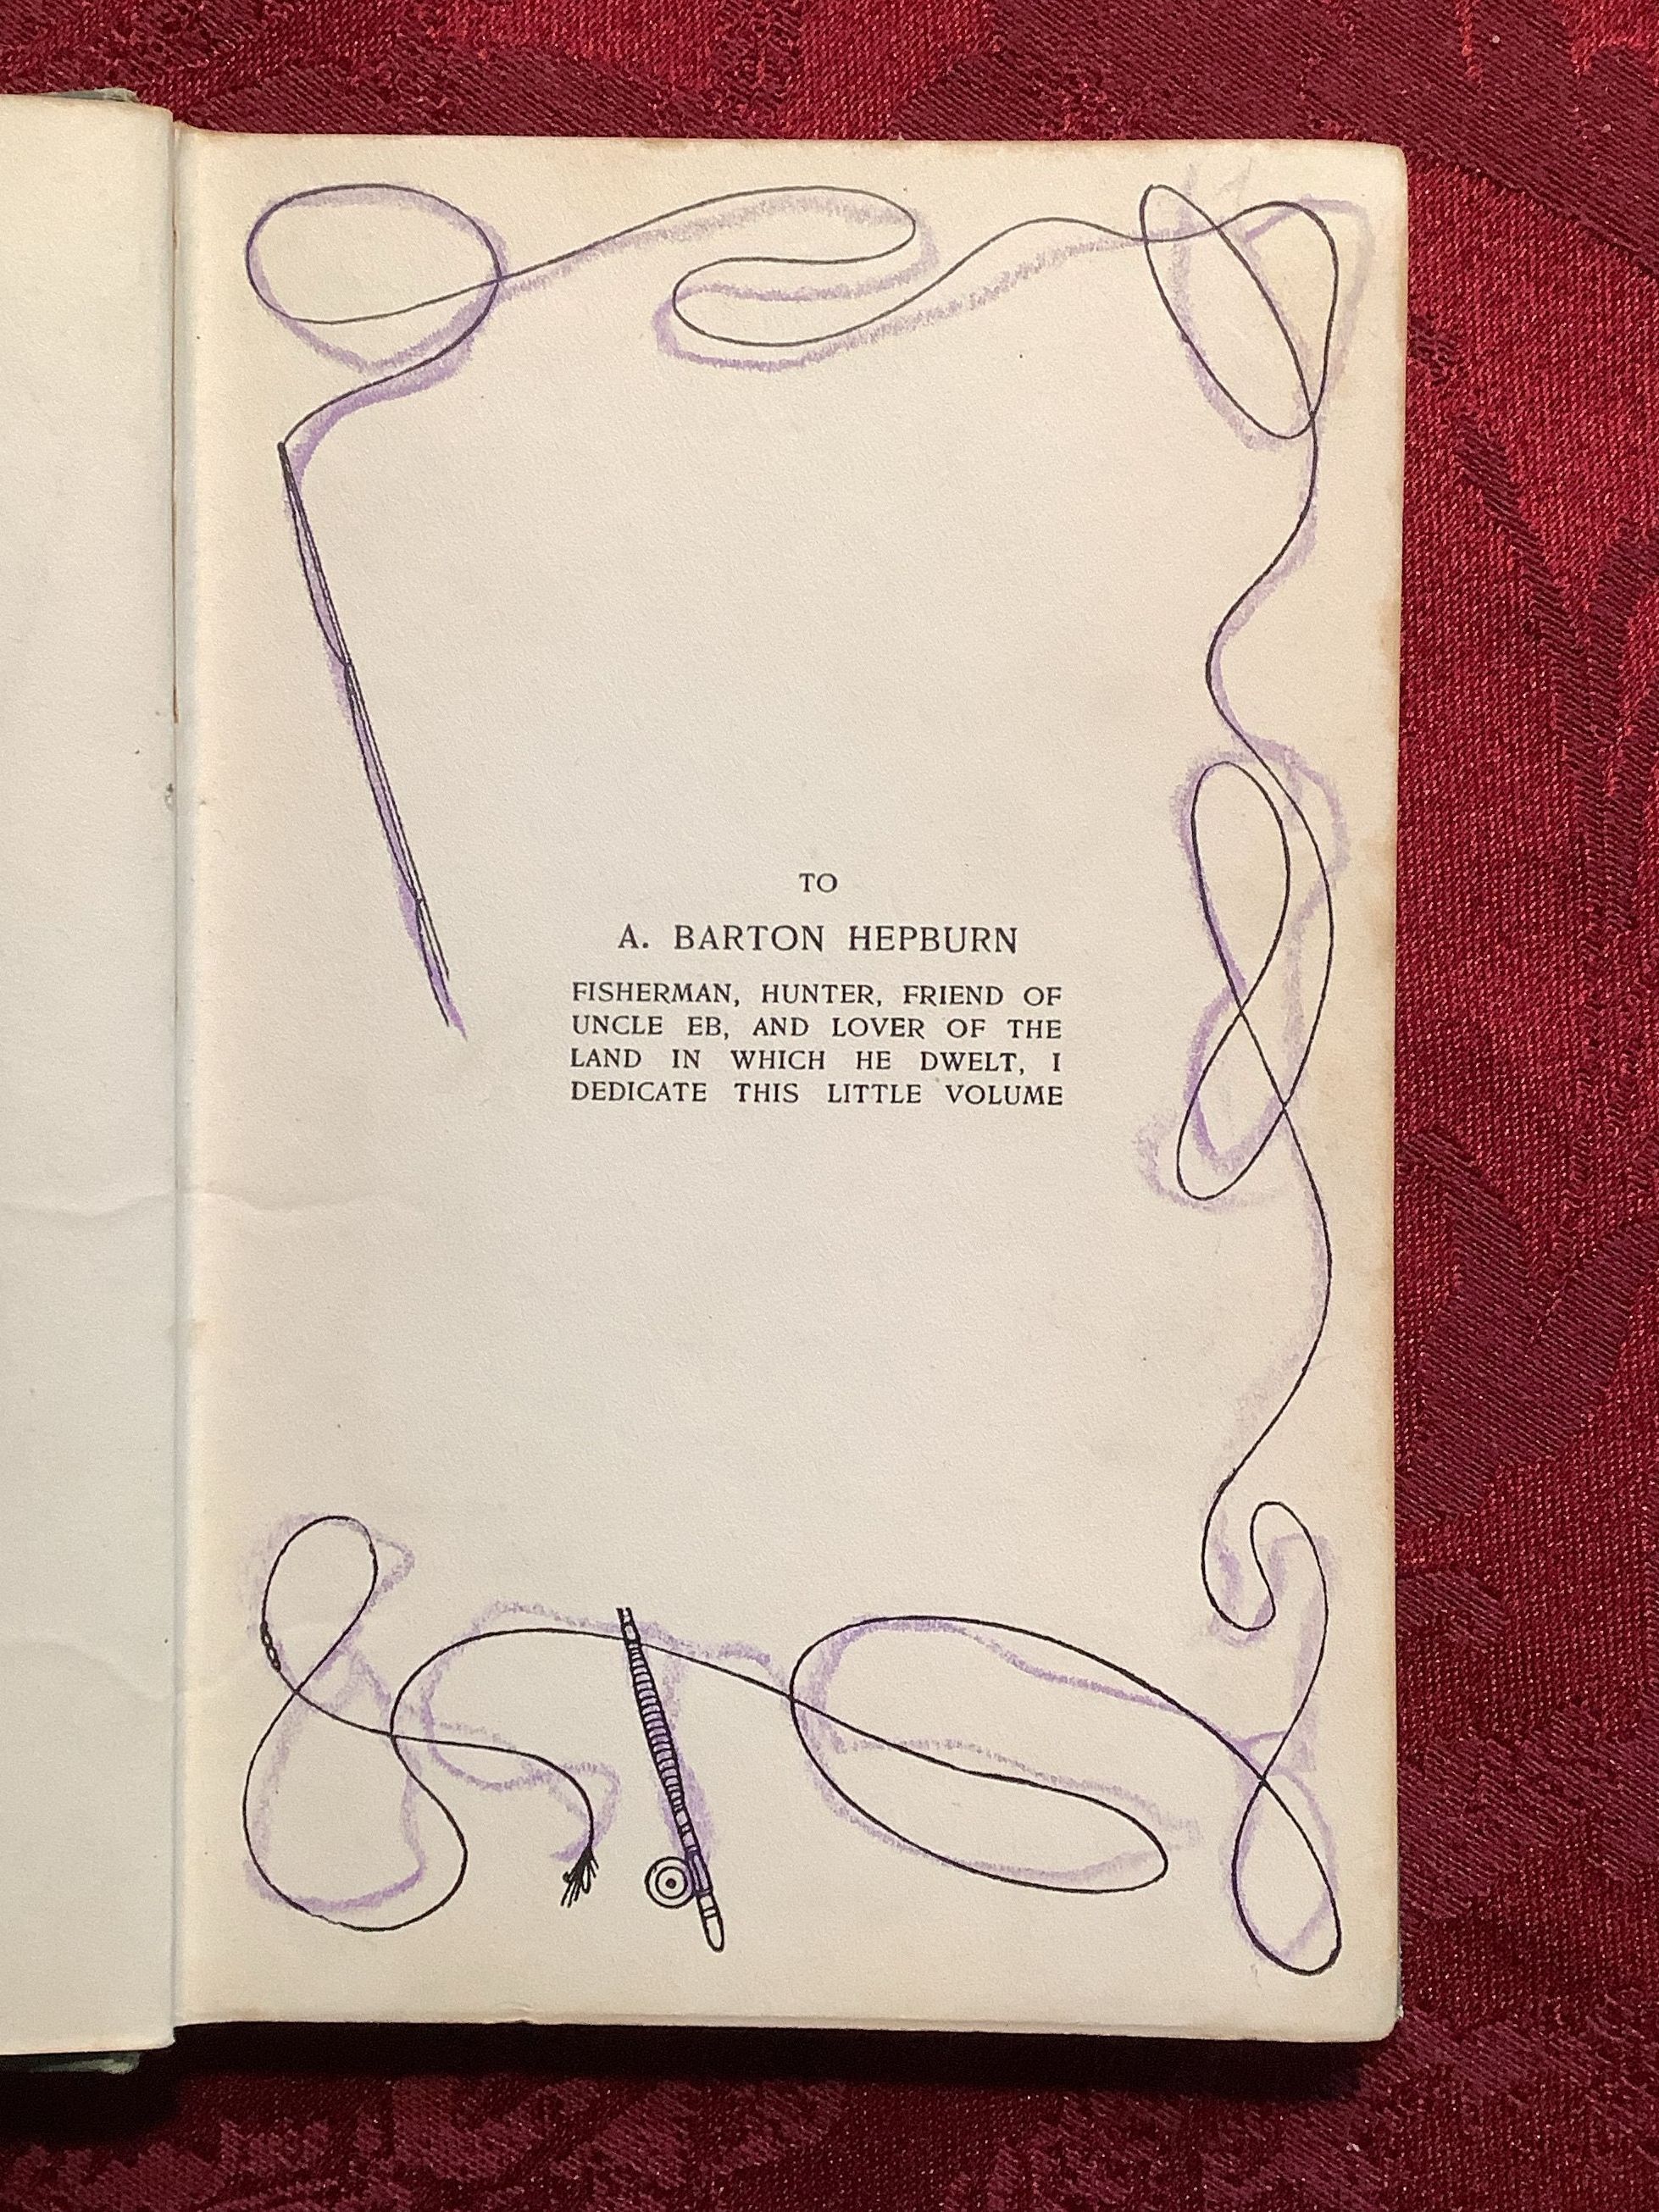 TO
A. BARTON HEPBURN
FISHERMAN, HUNTER, FRIEND OF
UNCLE EB, AND LOVER OF THE
LAND IN WHICH HE DWELT, I
DEDICATE THIS LITTLE VOLUME